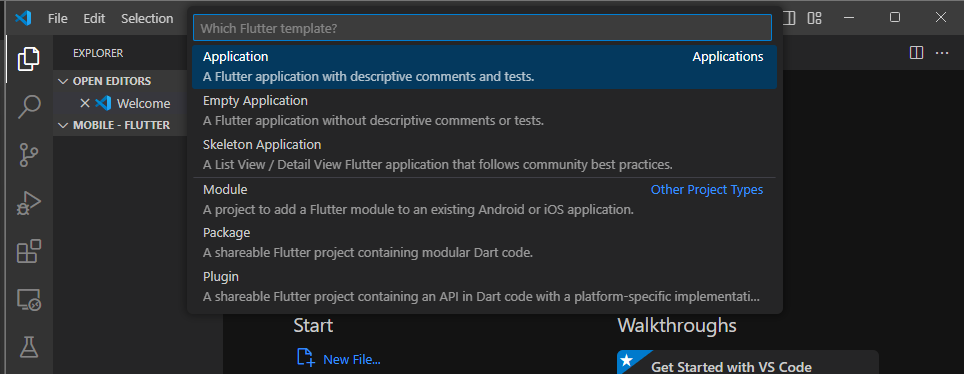 File Edit Selection
Which Flutter template?
EXPLORER
OPEN EDITORS
Welcome
MOBILE - FLUTTER
Application Applications
A Flutter application with descriptive comments and tests.
Empty Application
A Flutter application without descriptive comments or tests.
Skeleton Application
A List View / Detail View Flutter application that follows community best practices.
Module Other Project Types
A project to add a Flutter module to an existing Android or iOS application.
Package
A shareable Flutter project containing modular Dart code.
Plugin
A shareable Flutter project containing an API in Dart code with a platform-specific implementati...
Start Walkthroughs
New File...
Get Started with VS Code